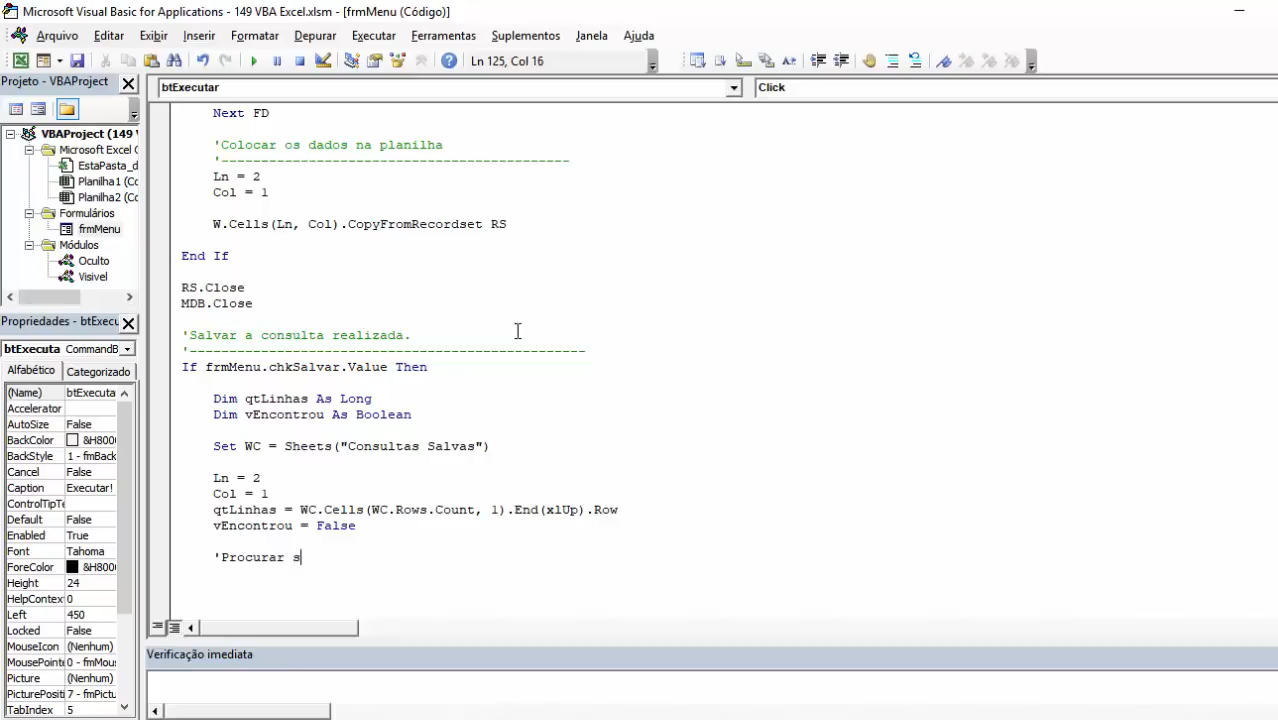 Microsoft Visual Basic for Applications - 149 VBA Excel.xlsm - [frmMenu (Código)]
Arquivo Editar Exibir Inserir Formatar Depurar Executar Ferramentas Suplementos Janela Ajuda
Ln 125, Col 16
Projeto - VBAProject
btExecutar
Click
VBAProject (149
Microsoft Excel
EstaPasta_d
Planilha1 (Co
Planilha2 (Co
Formulários
frmMenu
Módulos
Oculto
Visivel
Propriedades - btExecu
btExecuta CommandB
Alfabético Categorizado
(Name) btExecuta
Accelerator
AutoSize False
BackColor &H800
BackStyle 1 - fmBack
Cancel False
Caption Executar!
ControlTipTe
Default False
Enabled True
Font Tahoma
ForeColor &H800
Height 24
HelpContex 0
Left 450
Locked False
MouseIcon (Nenhum)
MousePointe 0 - fmMou
Picture (Nenhum)
PicturePositi 7 - fmPictu
TabIndex 5
Next FD
'Colocar os dados na planilha
'--------------------------------------------
Ln = 2
Col = 1
W.Cells(Ln, Col).CopyFromRecordset RS
End If
RS.Close
MDB.Close
'Salvar a consulta realizada.
'--------------------------------------------------
If frmMenu.chkSalvar.Value Then
Dim qtLinhas As Long
Dim vEncontrou As Boolean
Set WC = Sheets("Consultas Salvas")
Ln = 2
Col = 1
qtLinhas = WC.Cells(WC.Rows.Count, 1).End(xlUp).Row
vEncontrou = False
'Procurar s
Verificação imediata